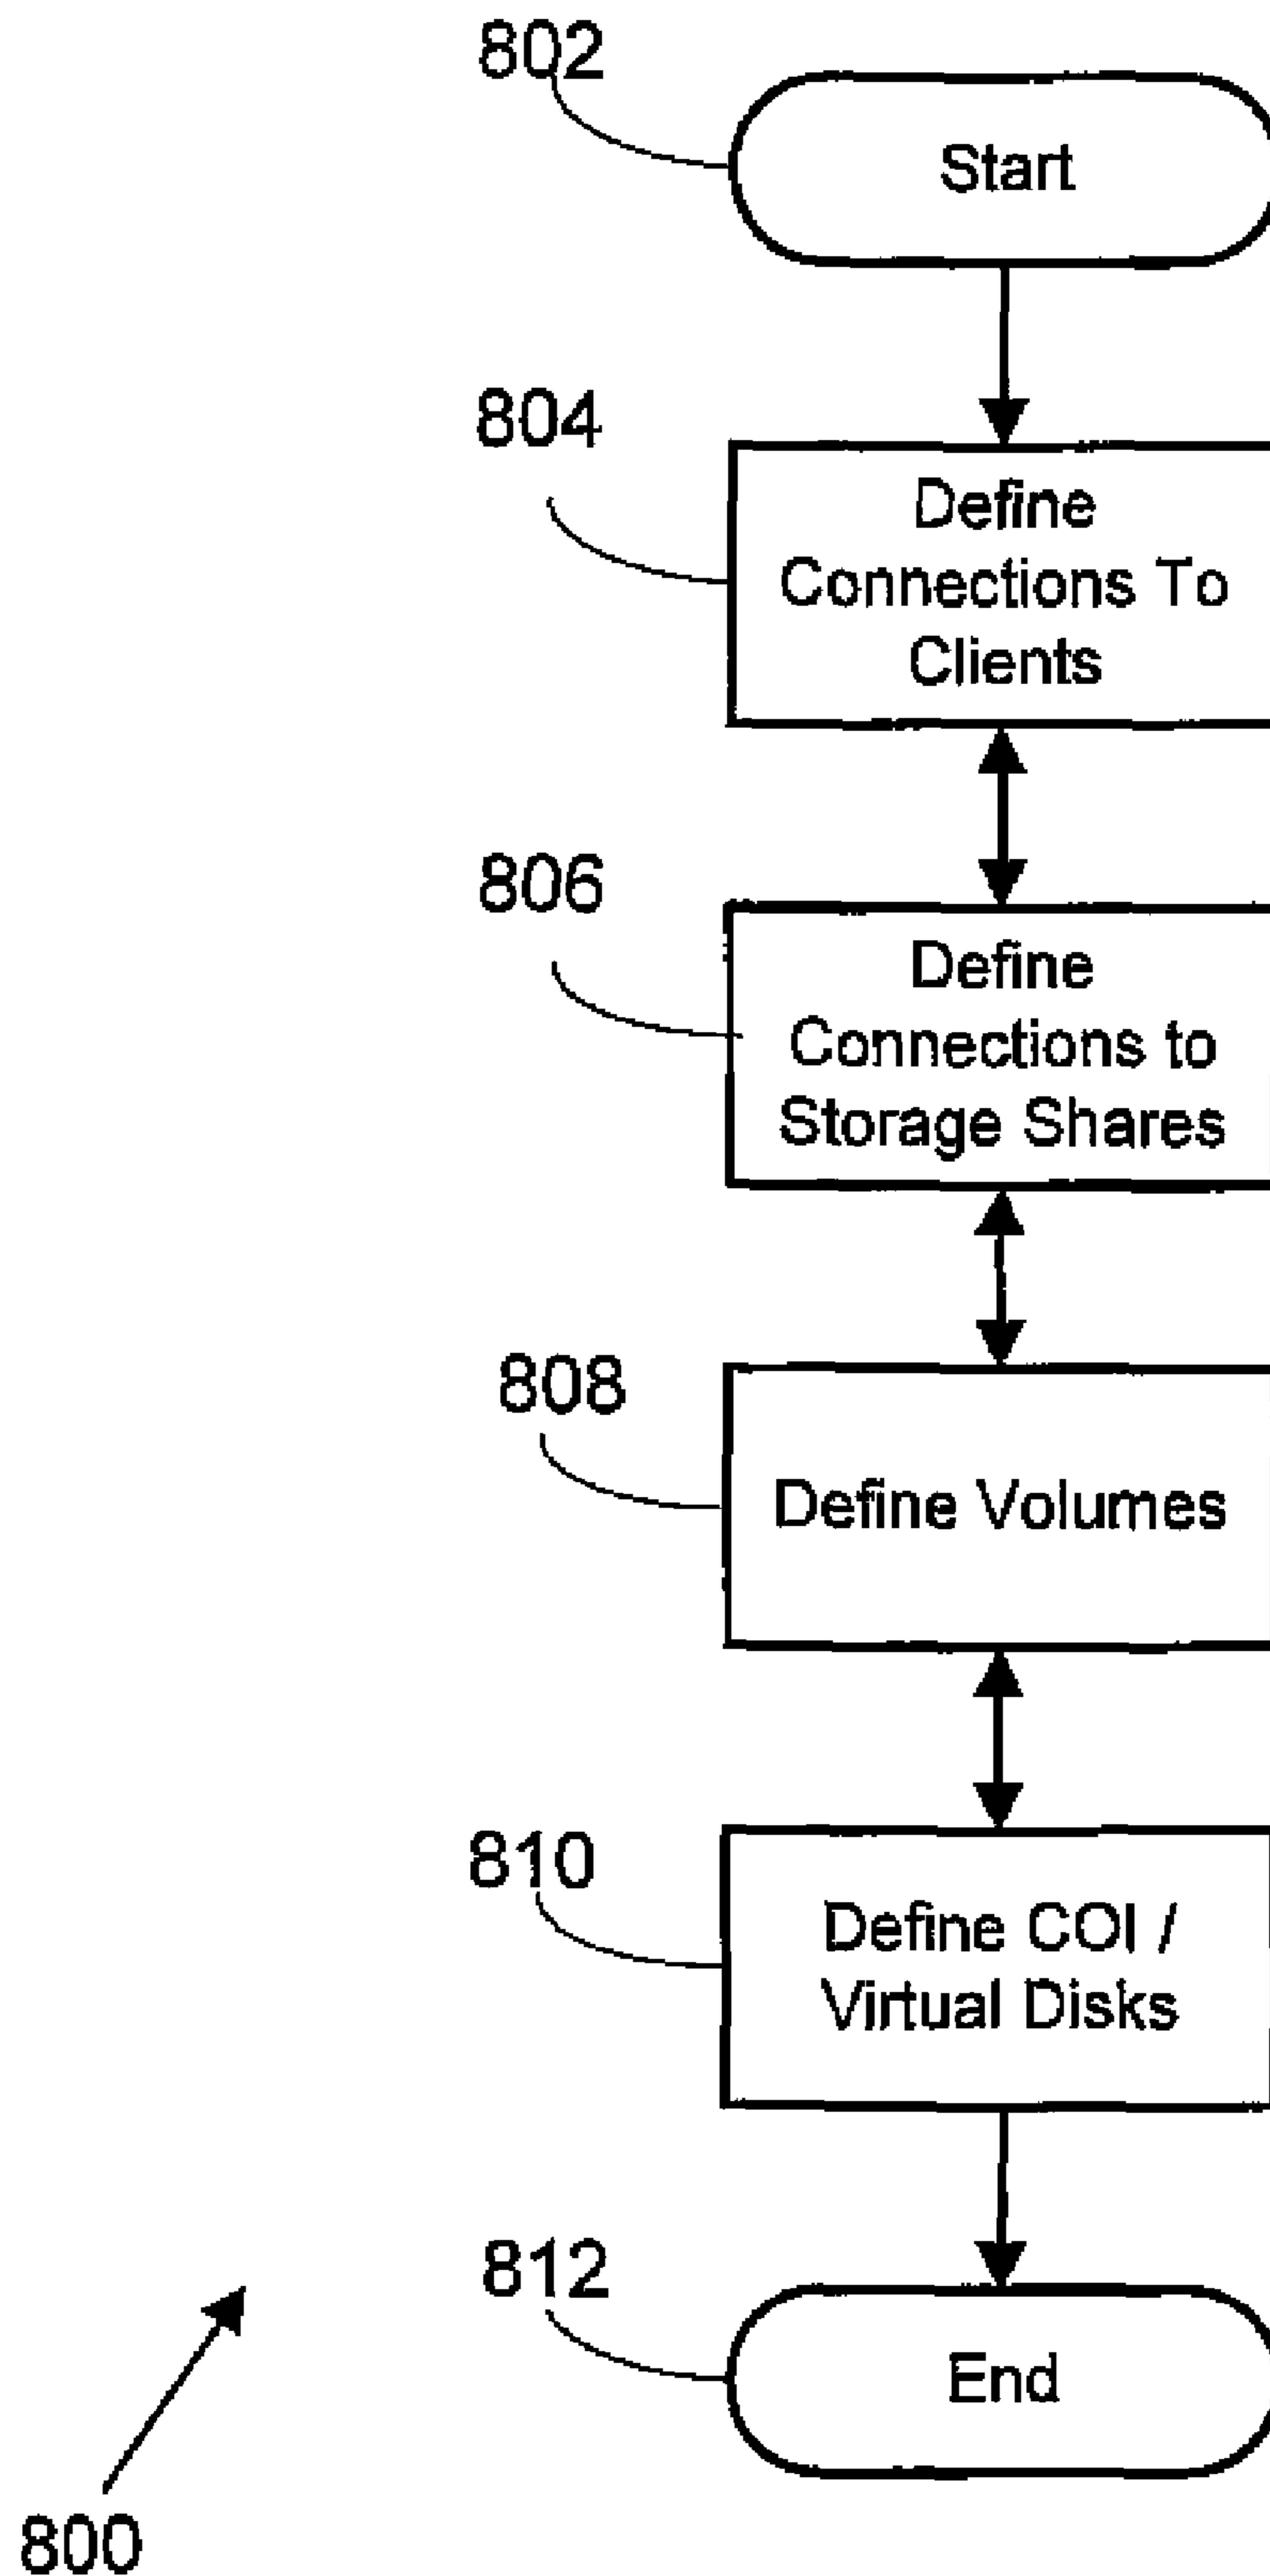 802
Start
804
Define
Connections To
Clients
806
Define
Connections to
Storage Shares
808
Define Volumes
810
Define COI /
Virtual Disks
812
End
800